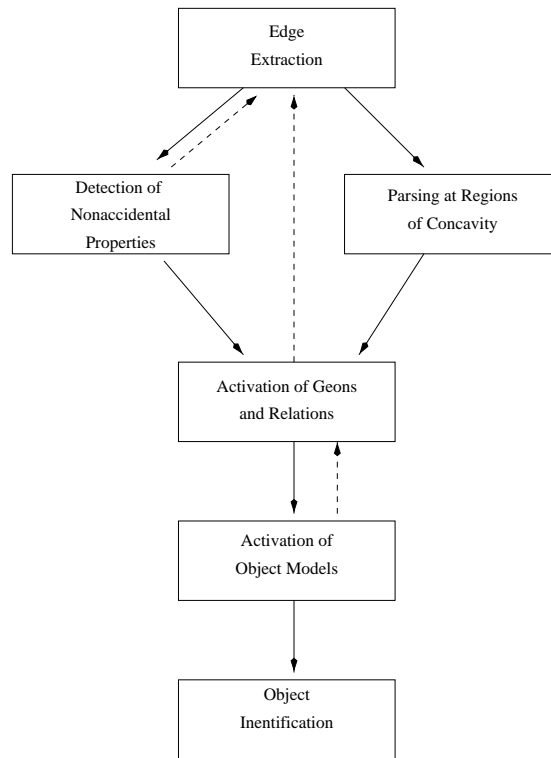 Edge
Extraction
Detection of
Nonaccidental
Properties
Parsing at Regions
of Concavity
Activation of Geons
and Relations
Activation of
Object Models
Object
Inentification